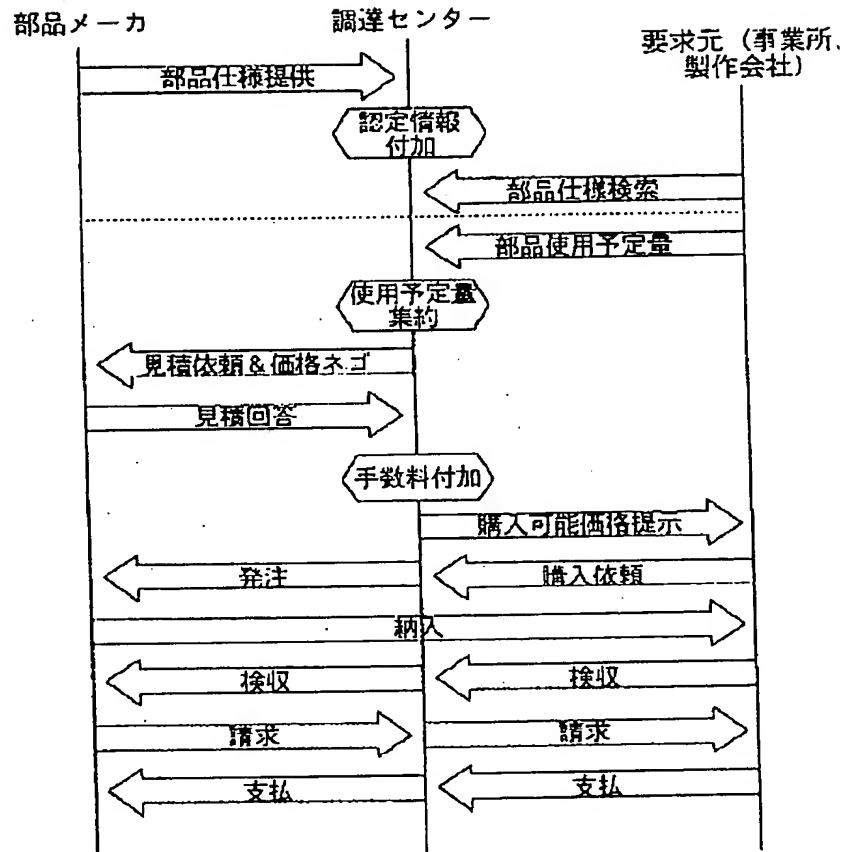 部品メーカ
調達センター
要求元(事業所、
製作会社)
部品仕様提供
認定情報
付加
部品仕様検索
部品使用予定量
使用予定量
集約
見積依頼&価格ネゴ
見積回答
手数料付加
購入可能価格提示
発注
購入依頼
納入
検収
検収
請求
請求
支払
支払